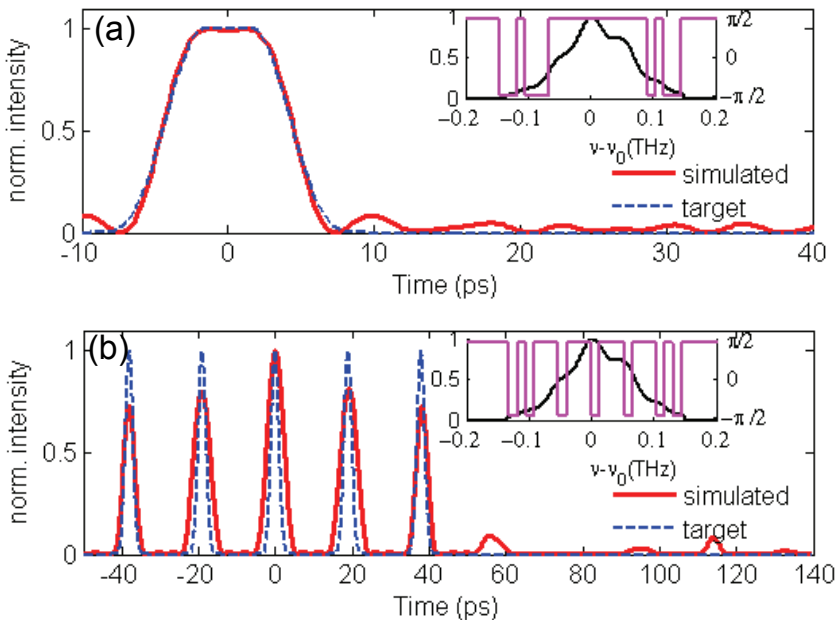 (a)
norm. intensity
1
0.5
0
-10 0 10 20 30 40
Time (ps)
1
0.5
0
π/2
0
−π /2
−0.2 −0.1 0 0.1 0.2
ν-ν0(THz)
simulated
target
(b)
norm. intensity
1
0.5
0
-40 -20 0 20 40 60 80 100 120 140
Time (ps)
1
0.5
0
π/2
0
−π /2
−0.2 −0.1 0 0.1 0.2
ν-ν0(THz)
simulated
target